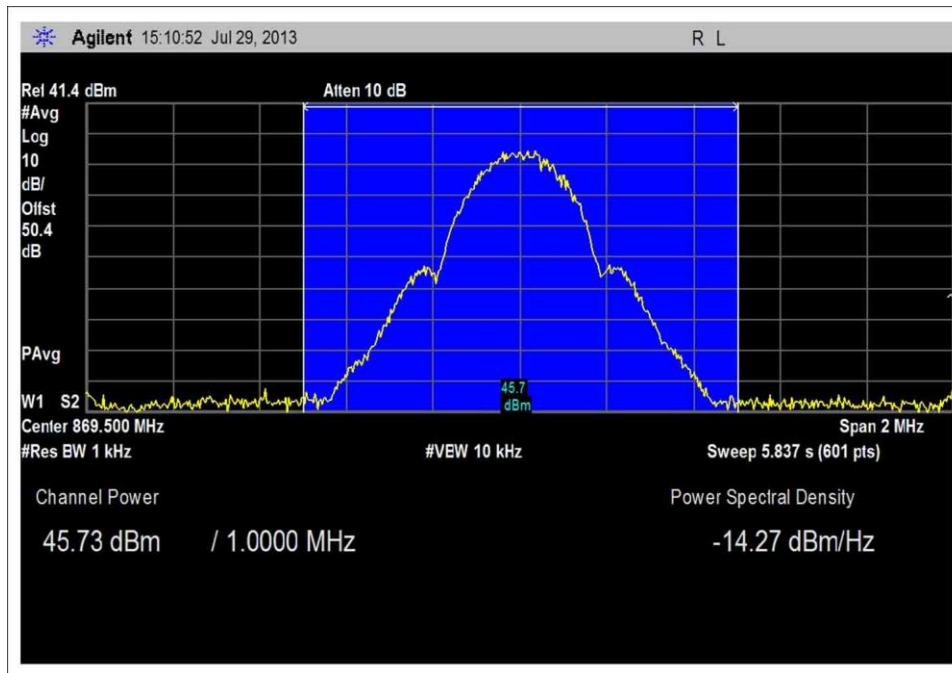 Agilent 15:10:52 Jul 29, 2013 R L
Rel 41.4 dBm Atten 10 dB
#Avg
Log
10
dB/
Offst
50.4
dB
PAvg
45.7
dBm
W1 S2
Center 869.500 MHz Span 2 MHz
#Res BW 1 kHz #VEW 10 kHz Sweep 5.837 s (601 pts)
Channel Power Power Spectral Density
45.73 dBm / 1.0000 MHz -14.27 dBm/Hz